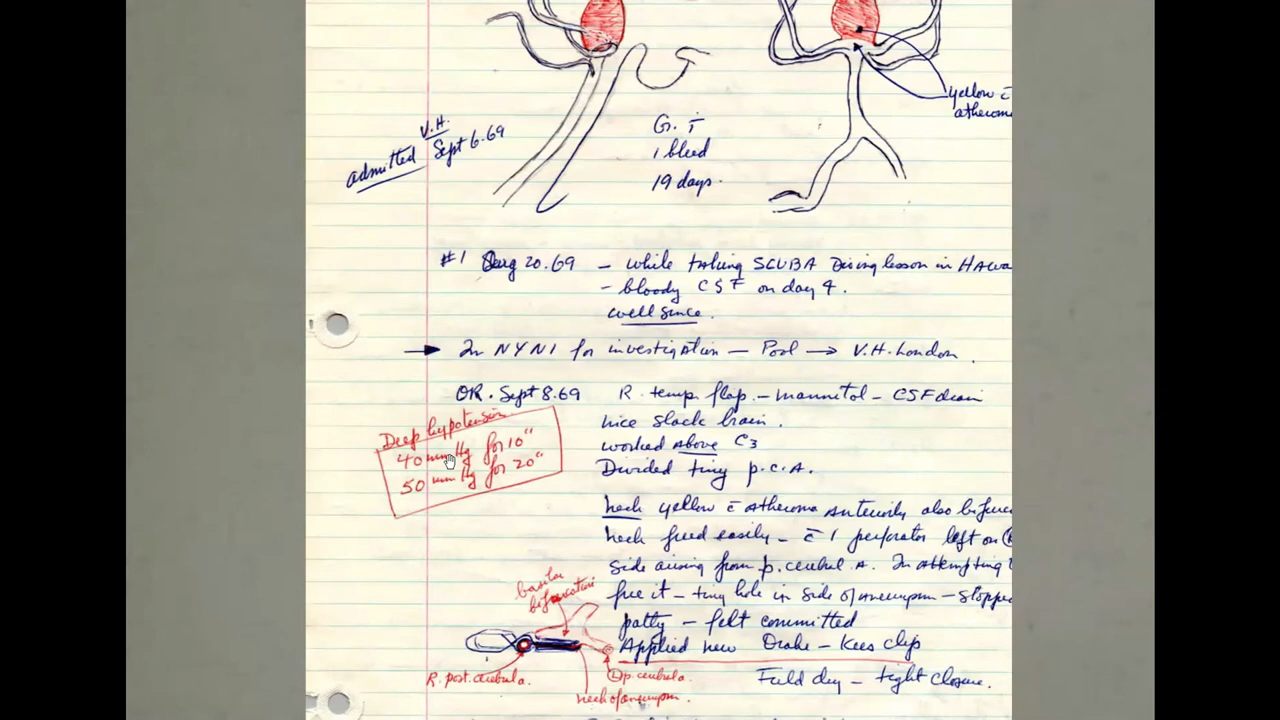 yellow c̄
atheroma
V.H.
admitted Sept 6.69
G. T
1 bleed
19 days.
#1 Aug 20.69 – while taking SCUBA Diving lesson in HAWA
– bloody CSF on day 4.
well since.
→ In NYNI for investigation — Pool → V.H. London.
OR. Sept 8.69 R. temp. flap. – mannitol – CSF drain
nice slack brain.
Deep hypotension
40 mm Hg for 10"
50 mm Hg for 20"
worked above C3
Divided tiny p.c.A.
neck yellow c̄ Atheroma Anteriorly also bifurc
neck freed easily – c̄ 1 perforator left on R
side arising from p. cerebral A. In attempting t
free it – tiny hole in side of aneurysm – stopped
patty – felt committed
Applied new Drake – Kees clip
Field dry – tight closure.
basilar
bifurcation
R. post. cerebral.
L p. cerebral.
neck of aneurysm.